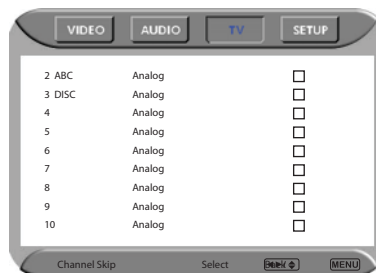 VIDEO AUDIO TV SETUP
2 ABC Analog
3 DISC Analog
4 Analog
5 Analog
6 Analog
7 Analog
8 Analog
9 Analog
10 Analog
Channel Skip Select MENU